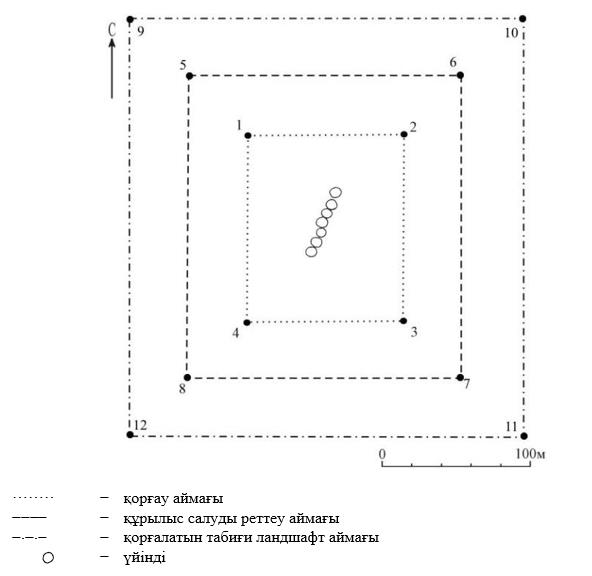 С
9
10
5
6
1
2
4
3
8
7
12
11
0
100м
– қорғау аймағы
– құрылыс салуды реттеу аймағы
– қорғалатын табиғи ландшафт аймағы
– үйінді